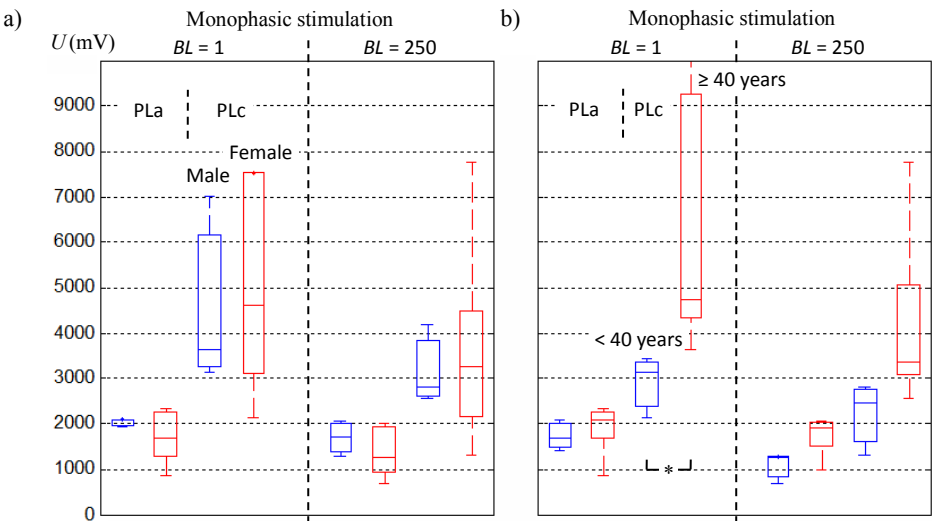 a)
Monophasic stimulation
U (mV)
BL = 1
BL = 250
9000
8000
7000
6000
5000
4000
3000
2000
1000
0
PLa
PLc
Male
Female
b)
Monophasic stimulation
BL = 1
BL = 250
PLa
PLc
≥ 40 years
< 40 years
*